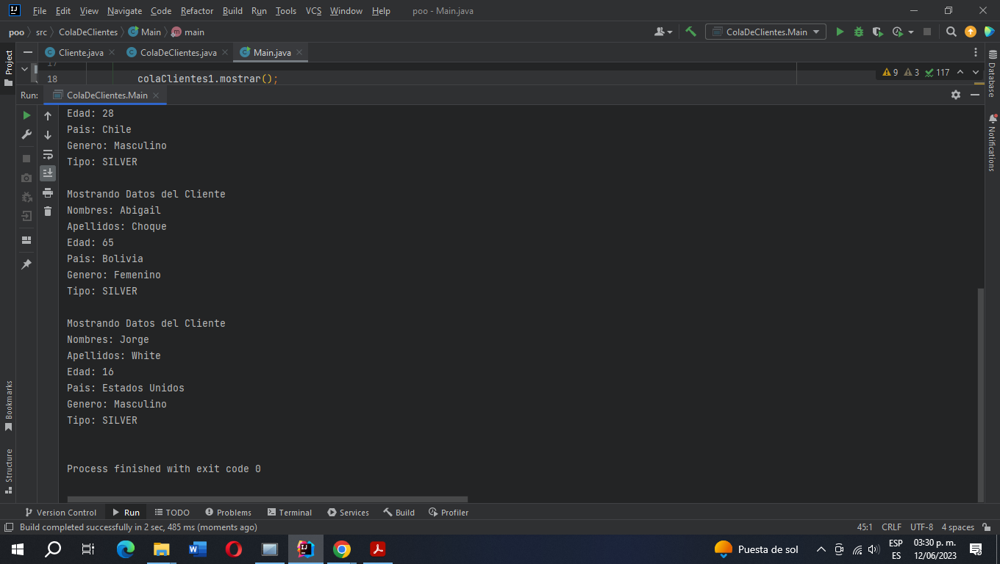 IJ File Edit View Navigate Code Refactor Build Run Tools VCS Window Help poo - Main.java
poo src ColaDeClientes Main main ColaDeClientes.Main
Project Cliente.java ColaDeClientes.java Main.java
17
18 colaClientes1.mostrar(); 9 3 117
Database
Notifications
Run: ColaDeClientes.Main
Edad: 28
Pais: Chile
Genero: Masculino
Tipo: SILVER
Mostrando Datos del Cliente
Nombres: Abigail
Apellidos: Choque
Edad: 65
Pais: Bolivia
Genero: Femenino
Tipo: SILVER
Mostrando Datos del Cliente
Nombres: Jorge
Apellidos: White
Edad: 16
Pais: Estados Unidos
Genero: Masculino
Tipo: SILVER
Process finished with exit code 0
Bookmarks
Structure
Version Control Run TODO Problems Terminal Services Build Profiler
Build completed successfully in 2 sec, 485 ms (moments ago) 45:1 CRLF UTF-8 4 spaces
Puesta de sol ESP 03:30 p. m.
ES 12/06/2023